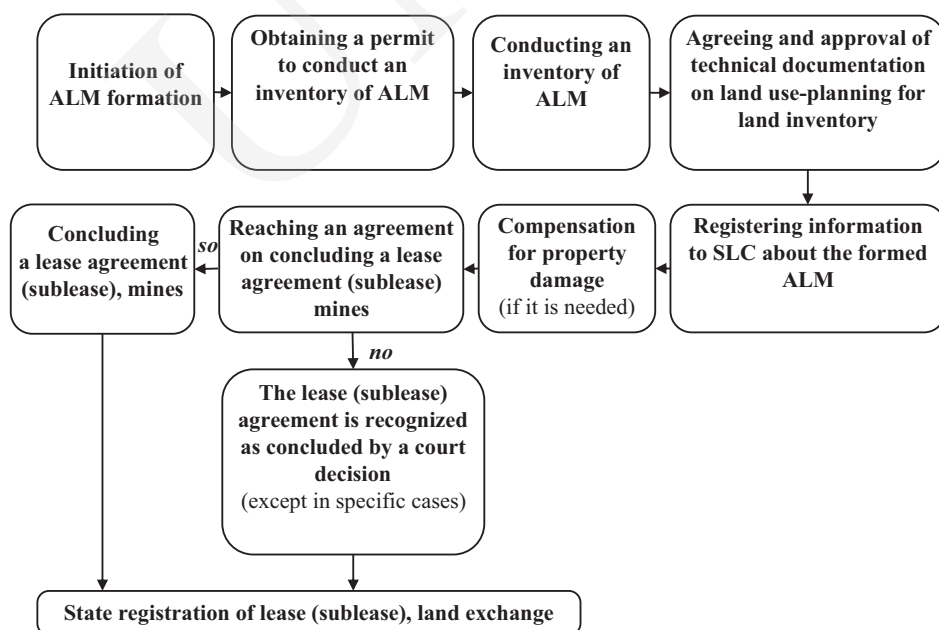 Initiation of
ALM formation
Obtaining a permit
to conduct an
inventory of ALM
Conducting an
inventory of
ALM
Agreeing and approval of
technical documentation
on land use-planning for
land inventory
Registering information
to SLC about the formed
ALM
Compensation
for property
damage
(if it is needed)
Reaching an agreement
on concluding a lease
agreement (sublease)
mines
so
Concluding
a lease agreement
(sublease), mines
no
The lease (sublease)
agreement is recognized
as concluded by a court
decision
(except in specific cases)
State registration of lease (sublease), land exchange